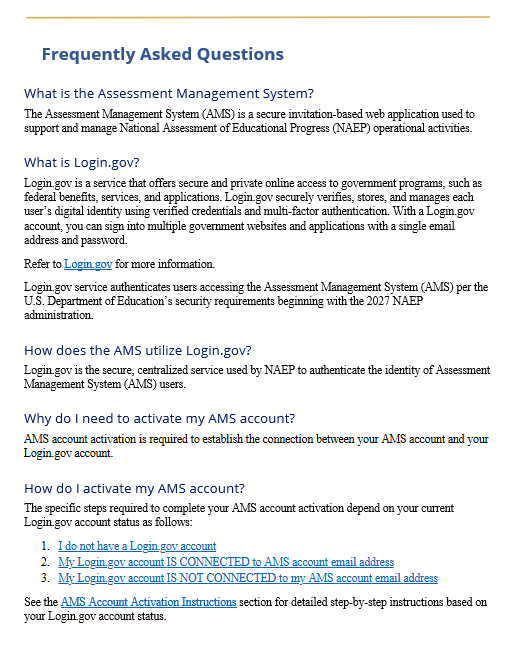 Frequently Asked Questions
What is the Assessment Management System?
The Assessment Management System (AMS) is a secure invitation-based web application used to
support and manage National Assessment of Educational Progress (NAEP) operational activities.
What is Login.gov?
Login.gov is a service that offers secure and private online access to government programs, such as
federal benefits, services, and applications. Login.gov securely verifies, stores, and manages each
user’s digital identity using verified credentials and multi-factor authentication. With a Login.gov
account, you can sign into multiple government websites and applications with a single email
address and password.
Refer to Login.gov for more information.
Login.gov service authenticates users accessing the Assessment Management System (AMS) per the
U.S. Department of Education’s security requirements beginning with the 2027 NAEP
administration.
How does the AMS utilize Login.gov?
Login.gov is the secure, centralized service used by NAEP to authenticate the identity of Assessment
Management System (AMS) users.
Why do I need to activate my AMS account?
AMS account activation is required to establish the connection between your AMS account and your
Login.gov account.
How do I activate my AMS account?
The specific steps required to complete your AMS account activation depend on your current
Login.gov account status as follows:
1. I do not have a Login.gov account
2. My Login.gov account IS CONNECTED to AMS account email address
3. My Login.gov account IS NOT CONNECTED to my AMS account email address
See the AMS Account Activation Instructions section for detailed step-by-step instructions based on
your Login.gov account status.